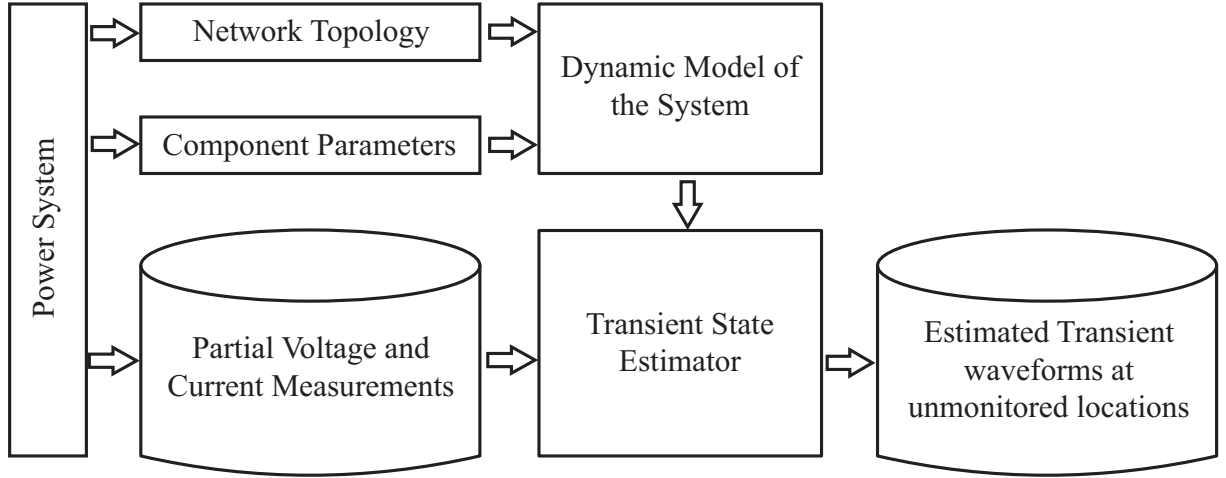 Power System
Network Topology
Component Parameters
Dynamic Model of
the System
Partial Voltage and
Current Measurements
Transient State
Estimator
Estimated Transient
waveforms at
unmonitored locations